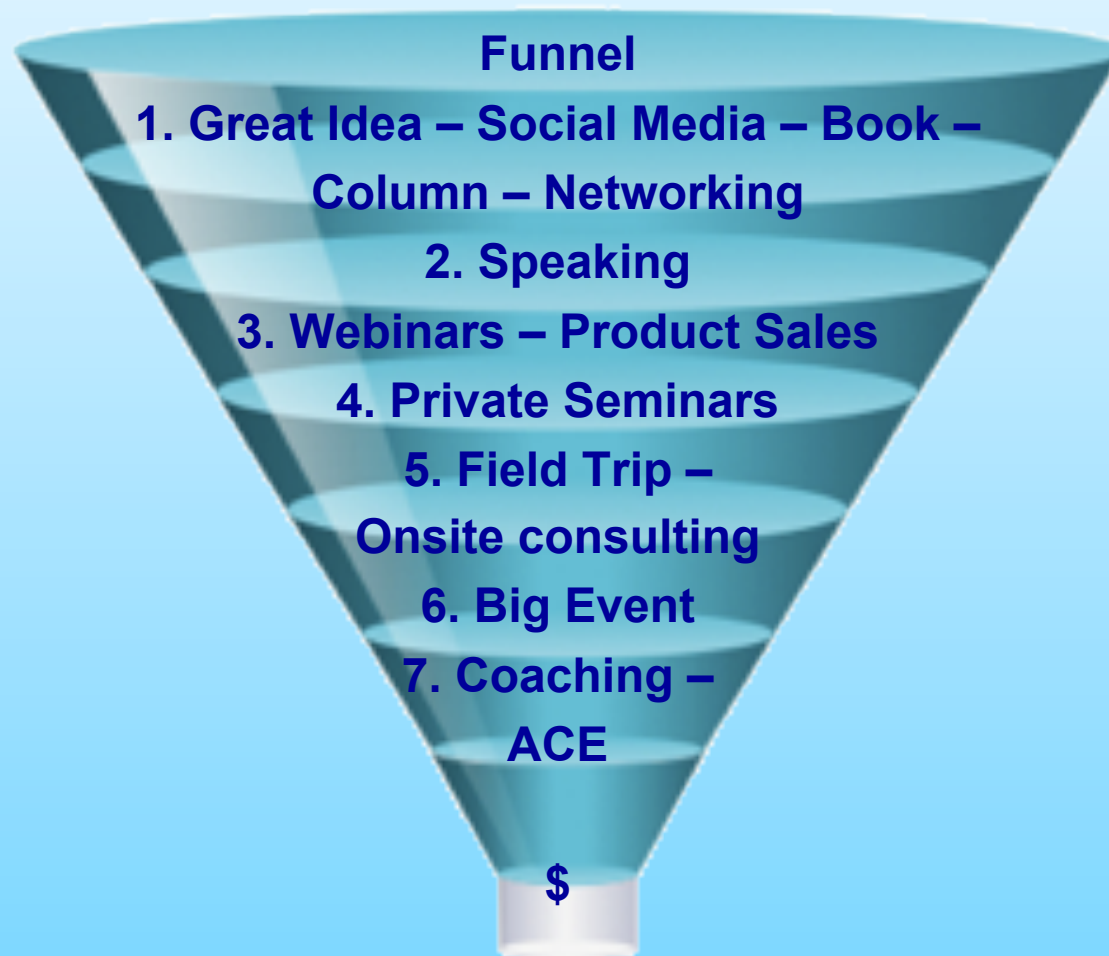 Funnel
1. Great Idea – Social Media – Book –
Column – Networking
2. Speaking
3. Webinars – Product Sales
4. Private Seminars
5. Field Trip –
Onsite consulting
6. Big Event
7. Coaching –
ACE
$